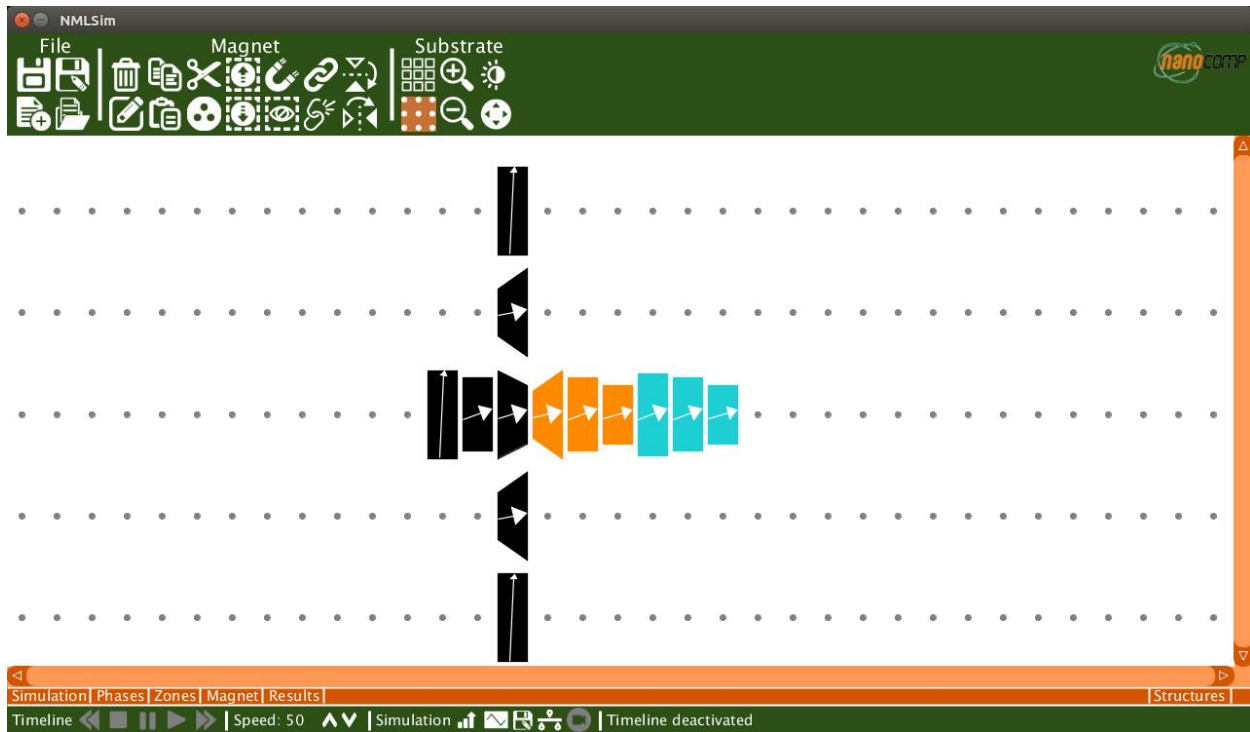 NMLSim
File Magnet Substrate
nanocomp
Simulation| Phases| Zones| Magnet| Results| |Structures|
Timeline |Speed: 50 |Simulation |Timeline deactivated